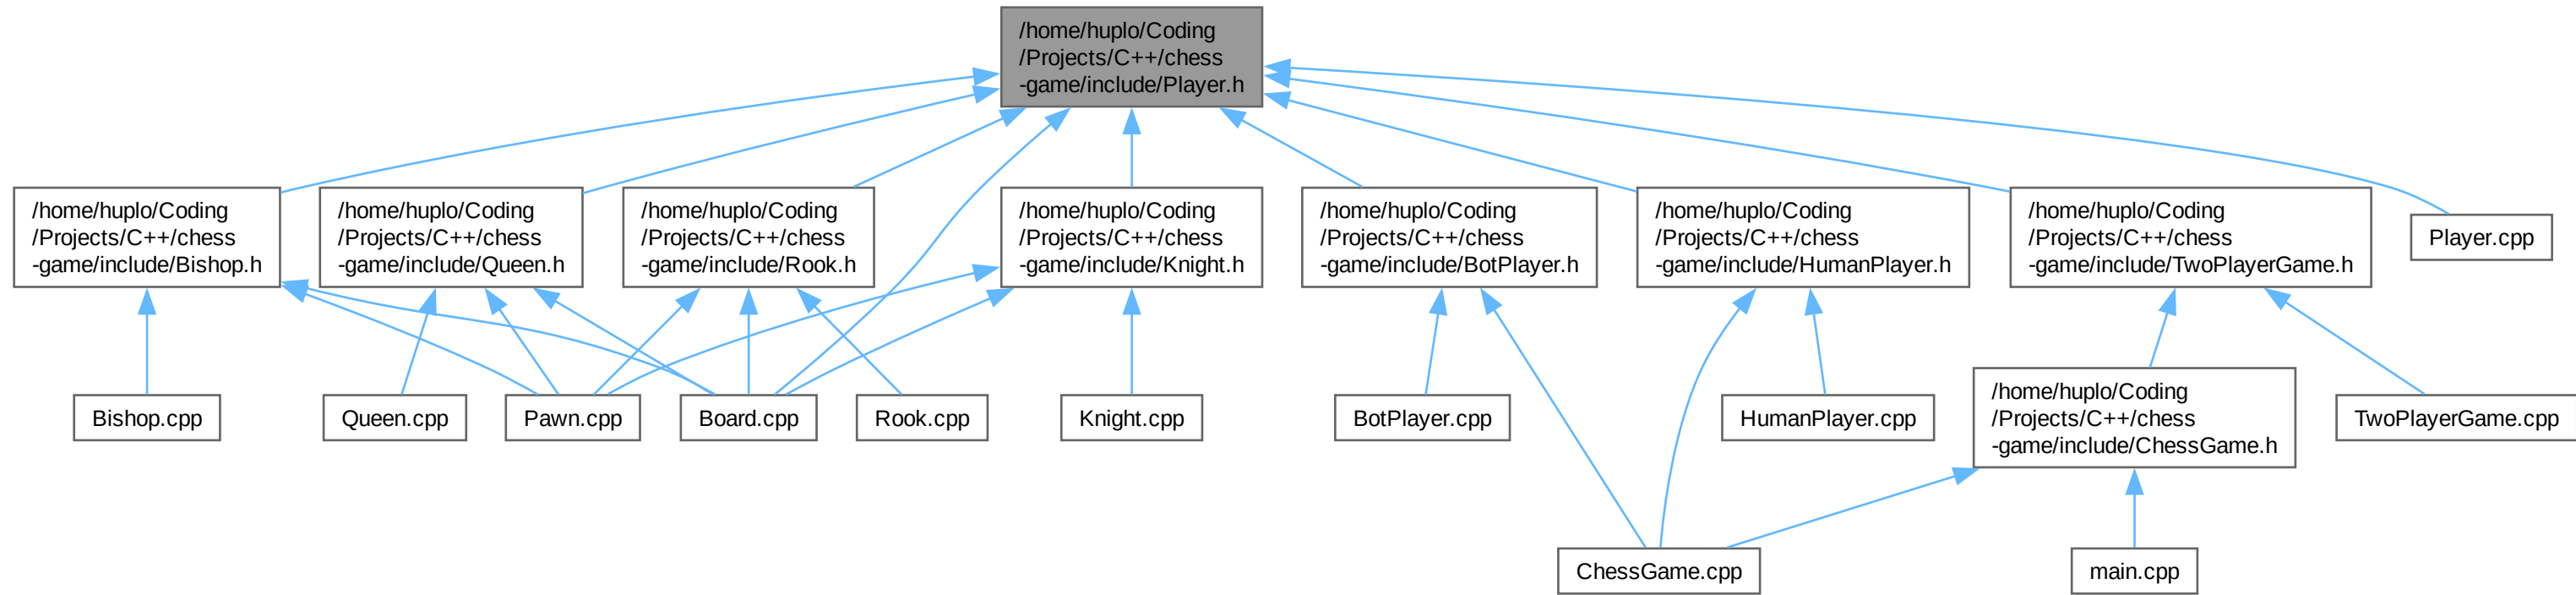 /home/huplo/Coding
/Projects/C++/chess
-game/include/Player.h
/home/huplo/Coding
/Projects/C++/chess
-game/include/Bishop.h
/home/huplo/Coding
/Projects/C++/chess
-game/include/Queen.h
/home/huplo/Coding
/Projects/C++/chess
-game/include/Rook.h
/home/huplo/Coding
/Projects/C++/chess
-game/include/Knight.h
/home/huplo/Coding
/Projects/C++/chess
-game/include/BotPlayer.h
/home/huplo/Coding
/Projects/C++/chess
-game/include/HumanPlayer.h
/home/huplo/Coding
/Projects/C++/chess
-game/include/TwoPlayerGame.h
Player.cpp
Bishop.cpp
Queen.cpp
Pawn.cpp
Board.cpp
Rook.cpp
Knight.cpp
BotPlayer.cpp
HumanPlayer.cpp
/home/huplo/Coding
/Projects/C++/chess
-game/include/ChessGame.h
TwoPlayerGame.cpp
ChessGame.cpp
main.cpp